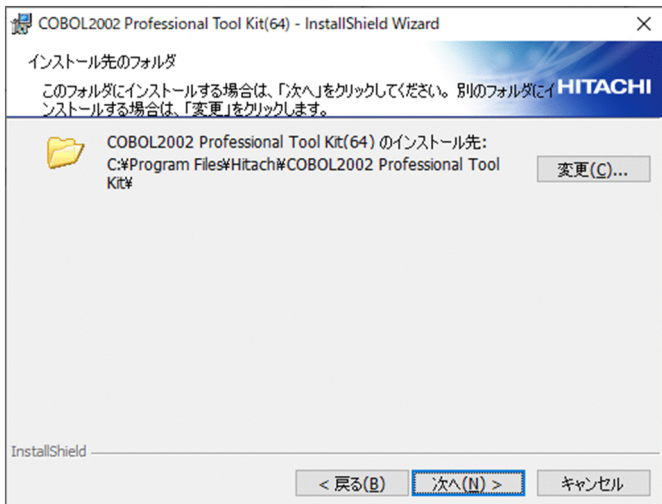 COBOL2002 Professional Tool Kit(64) - InstallShield Wizard
インストール先のフォルダ
このフォルダにインストールする場合は、「次へ」をクリックしてください。別のフォルダにイ
ンストールする場合は、「変更」をクリックします。
HITACHI
COBOL2002 Professional Tool Kit(64) のインストール先:
C:¥Program Files¥Hitachi¥COBOL2002 Professional Tool
Kit¥
変更(C)...
InstallShield
< 戻る(B)
次へ(N) >
キャンセル